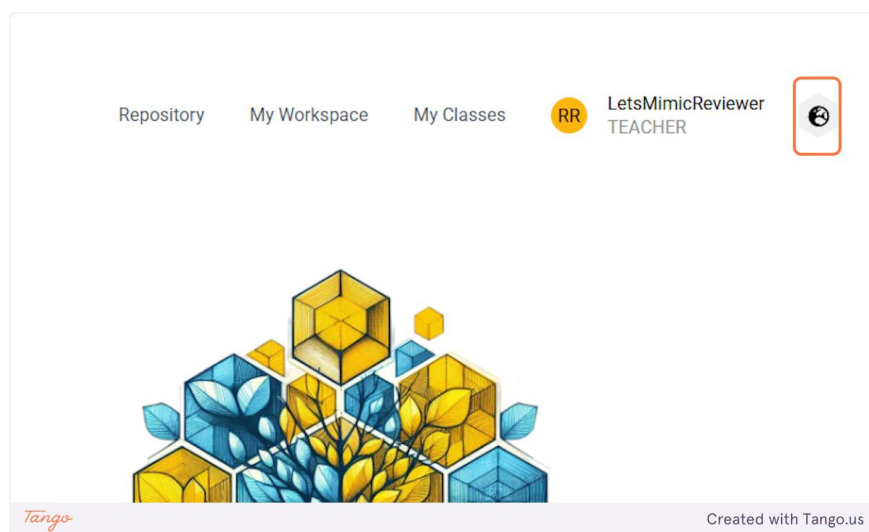 Repository My Workspace My Classes RR LetsMimicReviewer
TEACHER
Tango Created with Tango.us